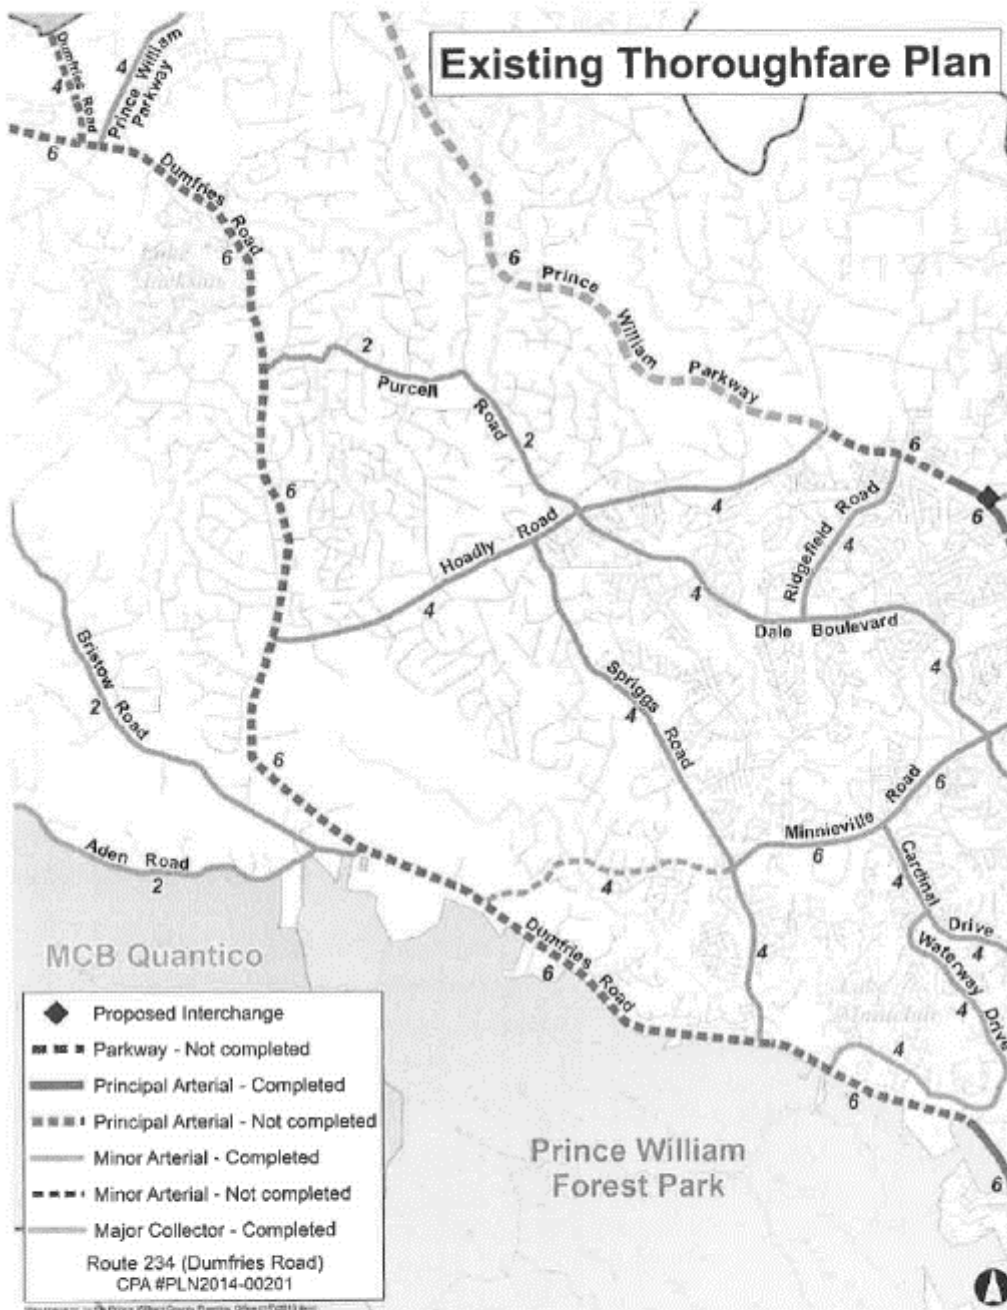 Existing Thoroughfare Plan
Dumfries Road
4
4
Prince William
Parkway
6
Dumfries Road
6
6 Prince William Parkway
2
Purcell Road
2
6
6
6
Ridgefield Road
4
4
Hoadly Road
4
4
Dale Boulevard
4
Bristow Road
2
Spriggs Road
4
6
6
Minnieville Road
6
Aden Road
2
4
Cardinal Drive
4
4
Waterway Drive
4
Dumfries Road
6
4
4
6
6
MCB Quantico
Prince William
Forest Park
Proposed Interchange
Parkway - Not completed
Principal Arterial - Completed
Principal Arterial - Not completed
Minor Arterial - Completed
Minor Arterial - Not completed
Major Collector - Completed
Route 234 (Dumfries Road)
CPA #PLN2014-00201